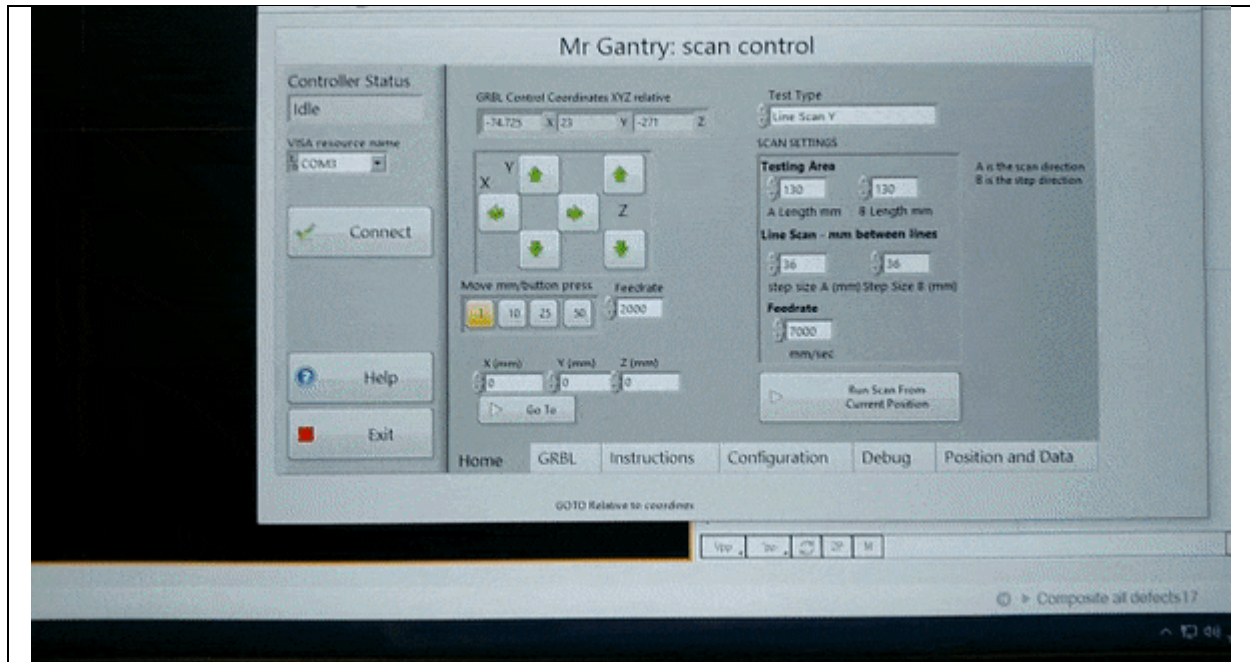 Mr Gantry: scan control
Controller Status
Idle
VISA resource name
COM3
Connect
Help
Exit
GRBL Control Coordinates XYZ relative
-74.725 X 23 Y -271 Z
Y
X
Z
Move mm/button press
1 10 25 50
Feedrate
2000
X (mm) Y (mm) Z (mm)
0 0 0
Go To
Test Type
Line Scan Y
SCAN SETTINGS
Testing Area
130 130
A Length mm B Length mm
Line Scan - mm between lines
36 36
step size A (mm) Step Size B (mm)
Feedrate
7000
mm/sec
Run Scan From
Current Position
A is the scan direction
B is the step direction
Home GRBL Instructions Configuration Debug Position and Data
GOTO Relative to coordines
Composite all defects17